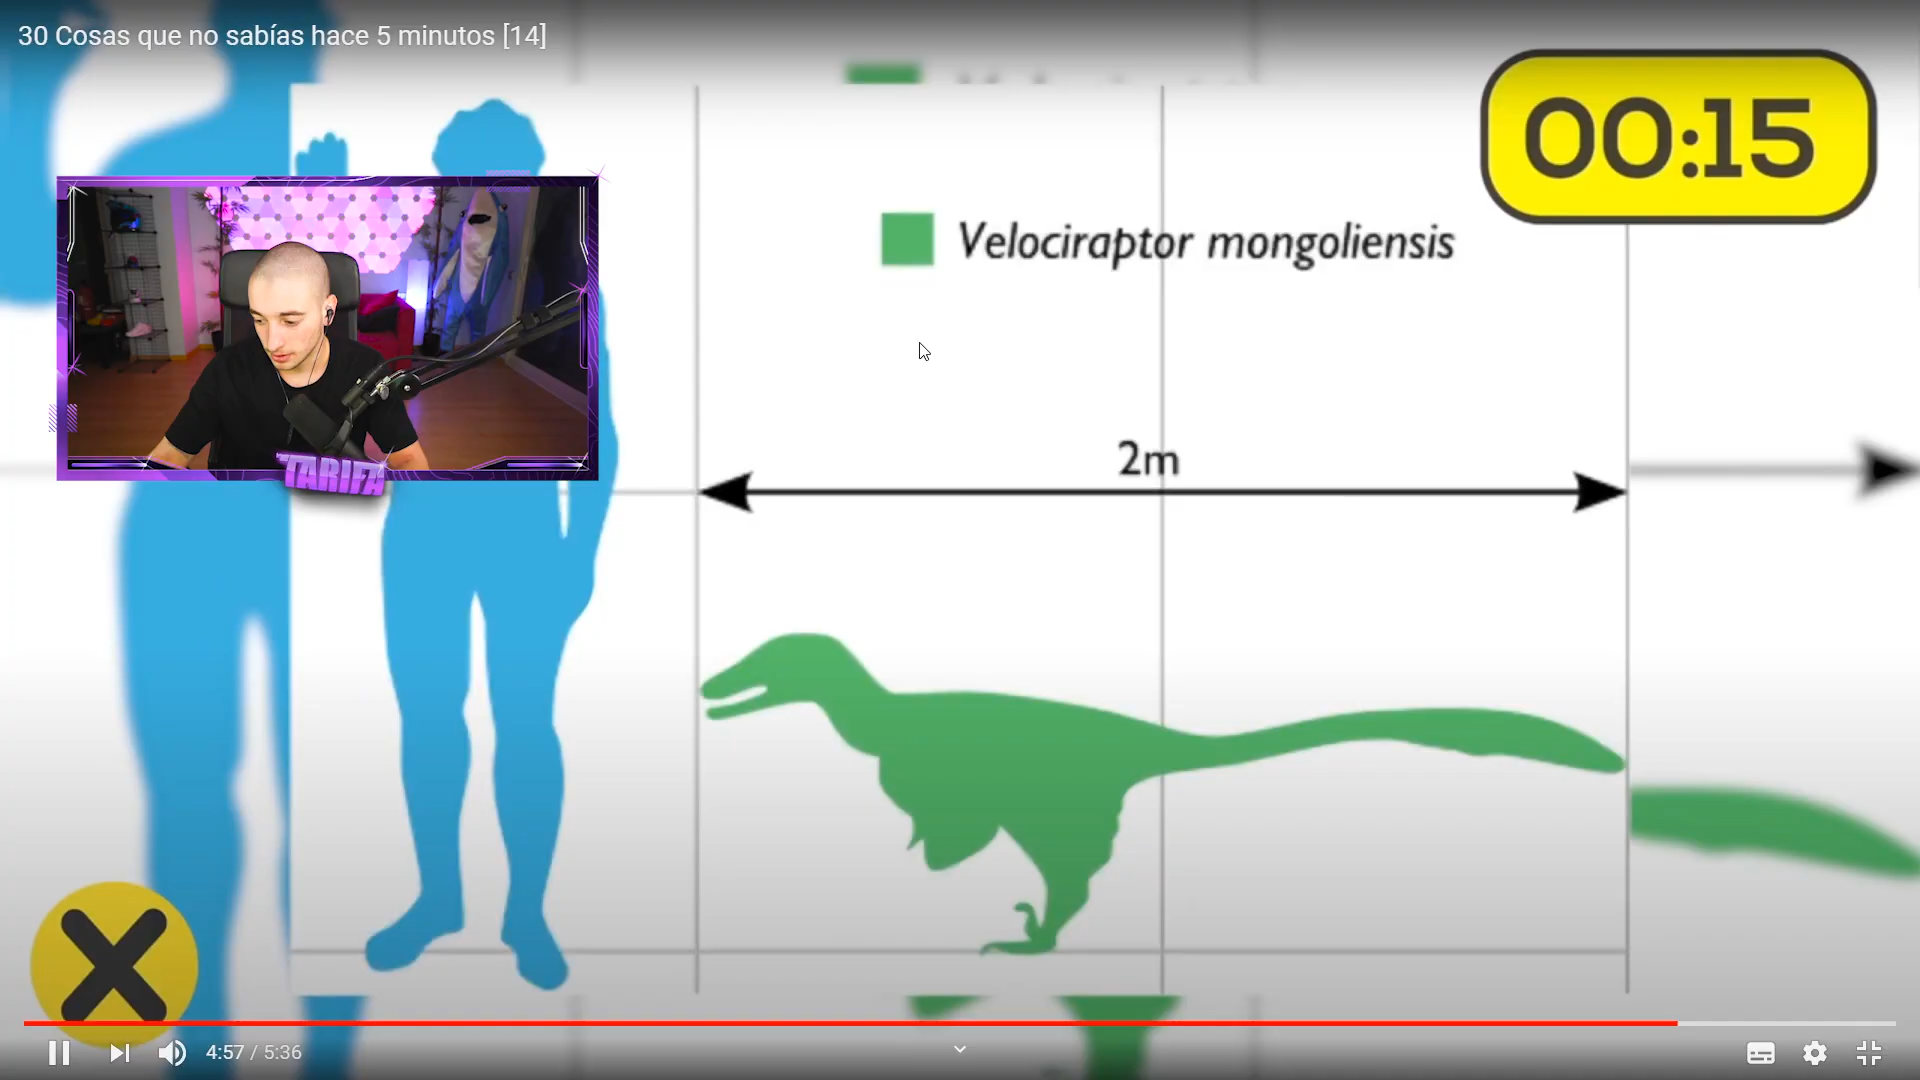 30 Cosas que no sabías hace 5 minutos [14]
00:15
Velociraptor mongoliensis
2m
TARIFA
4:57 / 5:36